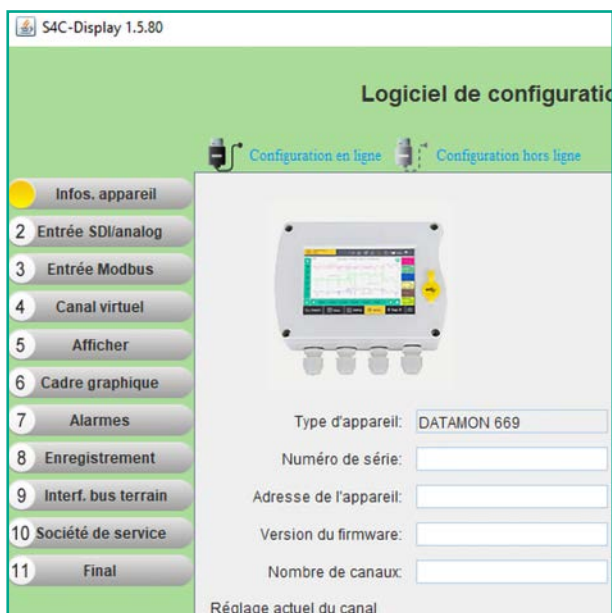 S4C-Display 1.5.80
Logiciel de configuratio
Configuration en ligne
Configuration hors ligne
Infos. appareil
2 Entrée SDI/analog
3 Entrée Modbus
4 Canal virtuel
5 Afficher
6 Cadre graphique
7 Alarmes
8 Enregistrement
9 Interf. bus terrain
10 Société de service
11 Final
Type d'appareil: DATAMON 669
Numéro de série:
Adresse de l'appareil:
Version du firmware:
Nombre de canaux:
Réglage actuel du canal